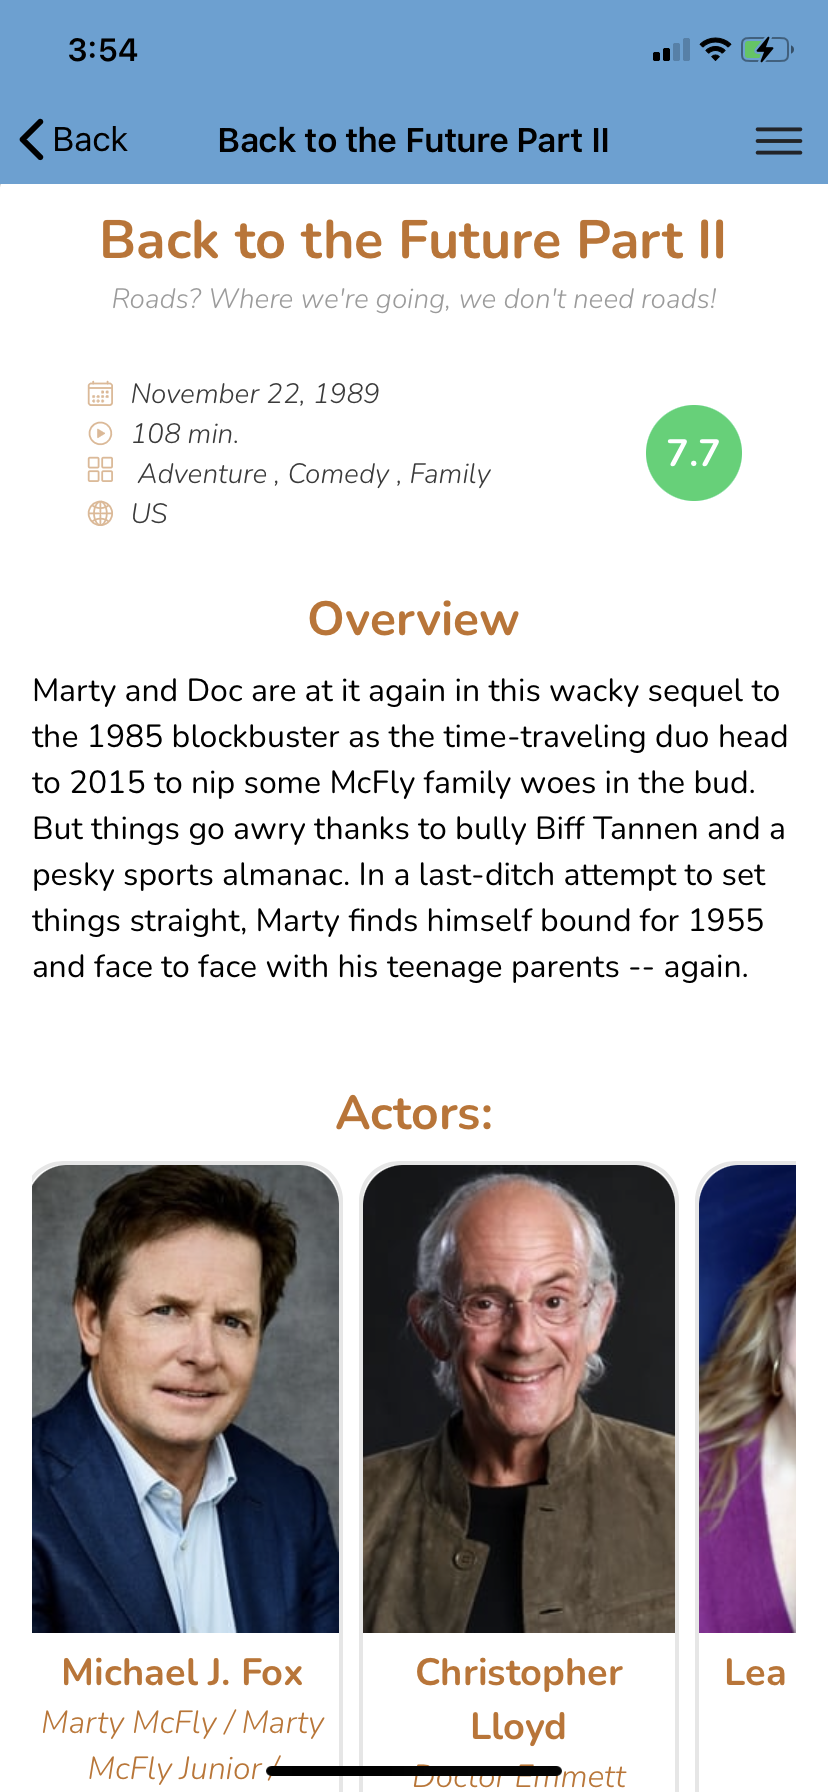 3:54
Back
Back to the Future Part II
Back to the Future Part II
Roads? Where we're going, we don't need roads!
November 22, 1989
108 min.
Adventure , Comedy , Family
US
7.7
Overview
Marty and Doc are at it again in this wacky sequel to
the 1985 blockbuster as the time-traveling duo head
to 2015 to nip some McFly family woes in the bud.
But things go awry thanks to bully Biff Tannen and a
pesky sports almanac. In a last-ditch attempt to set
things straight, Marty finds himself bound for 1955
and face to face with his teenage parents -- again.
Actors:
Michael J. Fox
Marty McFly / Marty
McFly Junior /
Christopher
Lloyd
Doctor Emmett
Lea